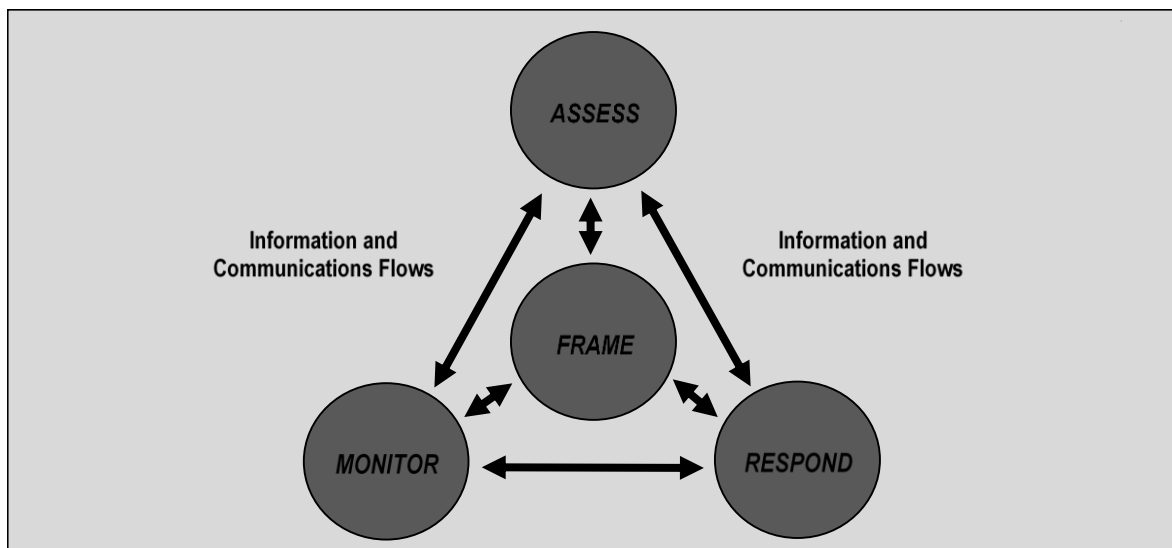 ASSESS
Information and
Communications Flows
Information and
Communications Flows
FRAME
MONITOR
RESPOND